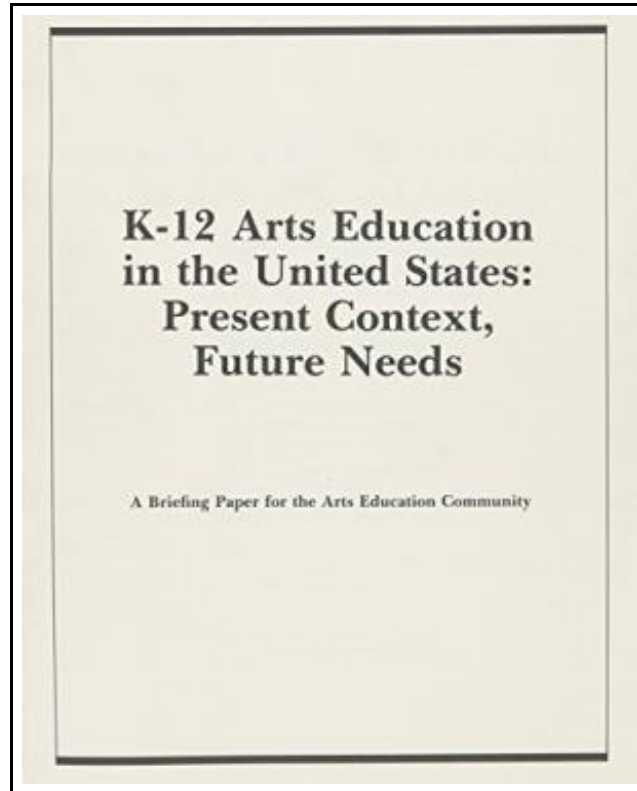 K-12 Arts Education
in the United States:
Present Context,
Future Needs
A Briefing Paper for the Arts Education Community